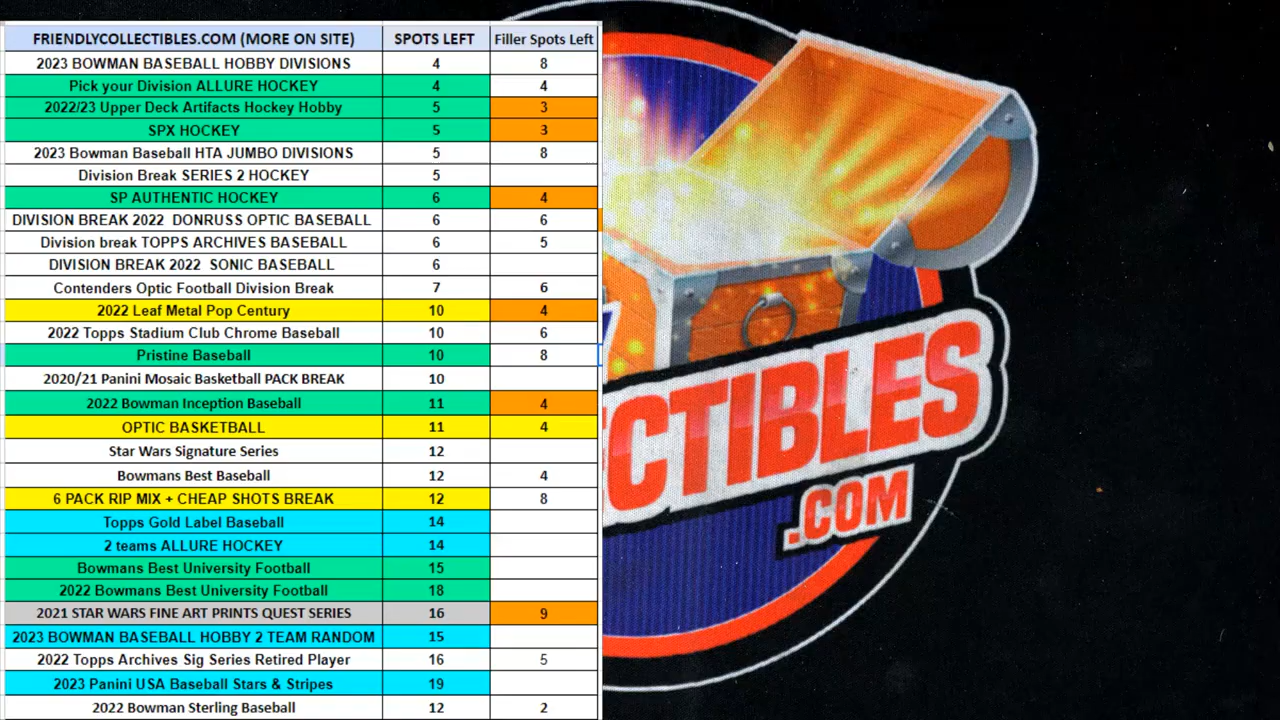 FRIENDLYCOLLECTIBLES.COM (MORE ON SITE) SPOTS LEFT Filler Spots Left
2023 BOWMAN BASEBALL HOBBY DIVISIONS 4 8
Pick your Division ALLURE HOCKEY 4 4
2022/23 Upper Deck Artifacts Hockey Hobby 5 3
SPX HOCKEY 5 3
2023 Bowman Baseball HTA JUMBO DIVISIONS 5 8
Division Break SERIES 2 HOCKEY 5
SP AUTHENTIC HOCKEY 6 4
DIVISION BREAK 2022 DONRUSS OPTIC BASEBALL 6 6
Division break TOPPS ARCHIVES BASEBALL 6 5
DIVISION BREAK 2022 SONIC BASEBALL 6
Contenders Optic Football Division Break 7 6
2022 Leaf Metal Pop Century 10 4
2022 Topps Stadium Club Chrome Baseball 10 6
Pristine Baseball 10 8
2020/21 Panini Mosaic Basketball PACK BREAK 10
2022 Bowman Inception Baseball 11 4
OPTIC BASKETBALL 11 4
Star Wars Signature Series 12
Bowmans Best Baseball 12 4
6 PACK RIP MIX + CHEAP SHOTS BREAK 12 8
Topps Gold Label Baseball 14
2 teams ALLURE HOCKEY 14
Bowmans Best University Football 15
2022 Bowmans Best University Football 18
2021 STAR WARS FINE ART PRINTS QUEST SERIES 16 9
2023 BOWMAN BASEBALL HOBBY 2 TEAM RANDOM 15
2022 Topps Archives Sig Series Retired Player 16 5
2023 Panini USA Baseball Stars & Stripes 19
2022 Bowman Sterling Baseball 12 2
CTIBLES
.COM